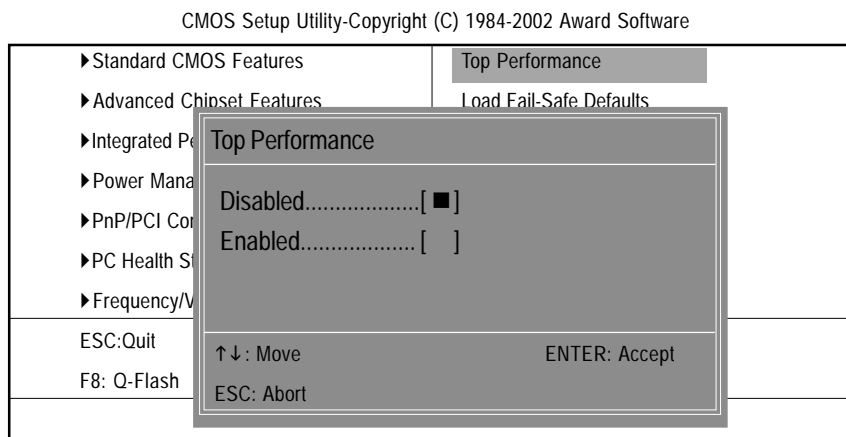 CMOS Setup Utility-Copyright (C) 1984-2002 Award Software
▶Standard CMOS Features
Top Performance
▶Advanced Chipset Features
Load Fail-Safe Defaults
▶Integrated Pe
▶Power Mana
▶PnP/PCI Con
▶PC Health St
▶Frequency/V
Top Performance
Disabled...................[ ■ ]
Enabled................... [   ]
ESC:Quit
F8: Q-Flash
↑↓: Move
ENTER: Accept
ESC: Abort